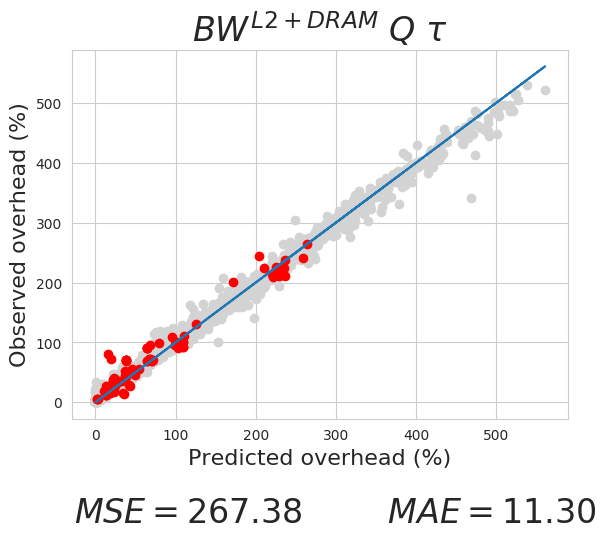 BW^{L2+DRAM} Q τ
Observed overhead (%)
500
400
300
200
100
0
0 100 200 300 400 500
Predicted overhead (%)
MSE = 267.38 MAE = 11.30